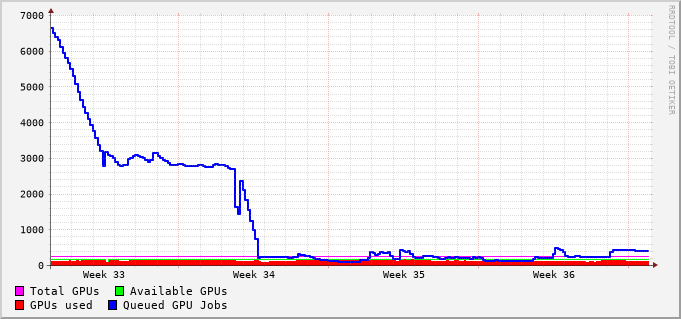 7000
6000
5000
4000
3000
2000
1000
0
Week 33 Week 34 Week 35 Week 36
Total GPUs Available GPUs
GPUs used Queued GPU Jobs
RRDTOOL / TOBI OETIKER